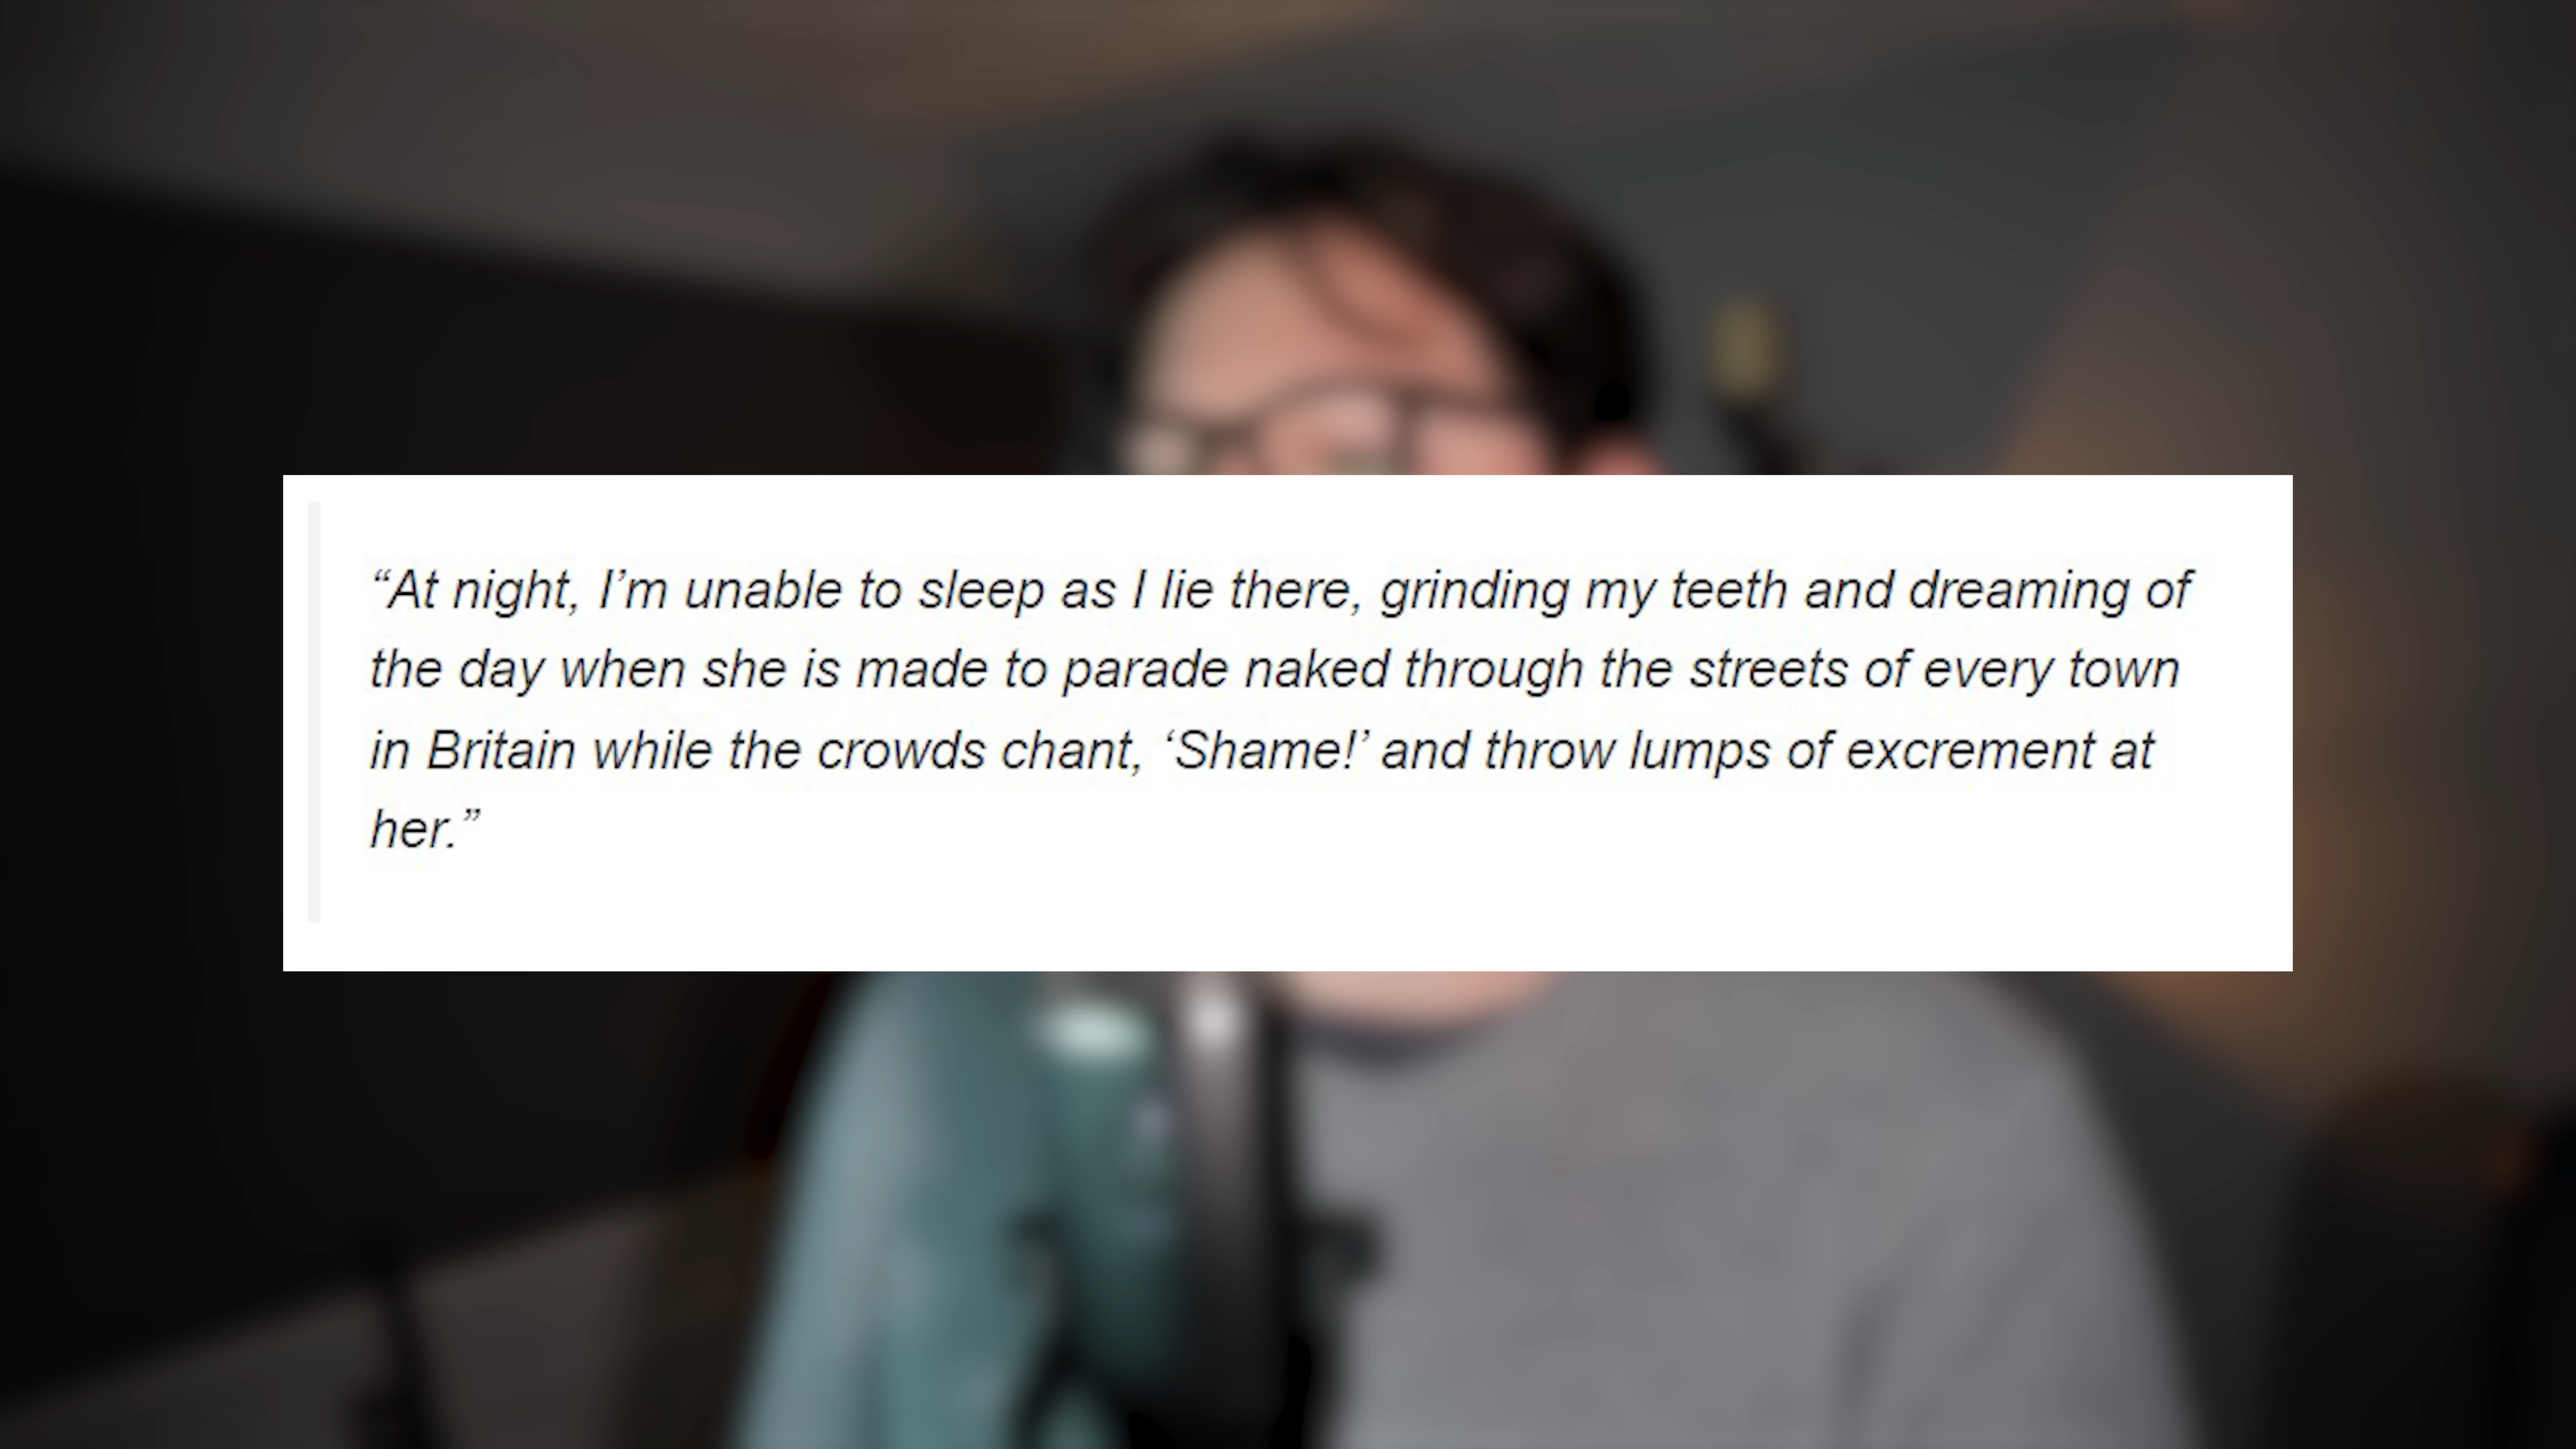 “At night, I’m unable to sleep as I lie there, grinding my teeth and dreaming of
the day when she is made to parade naked through the streets of every town
in Britain while the crowds chant, ‘Shame!’ and throw lumps of excrement at
her.”